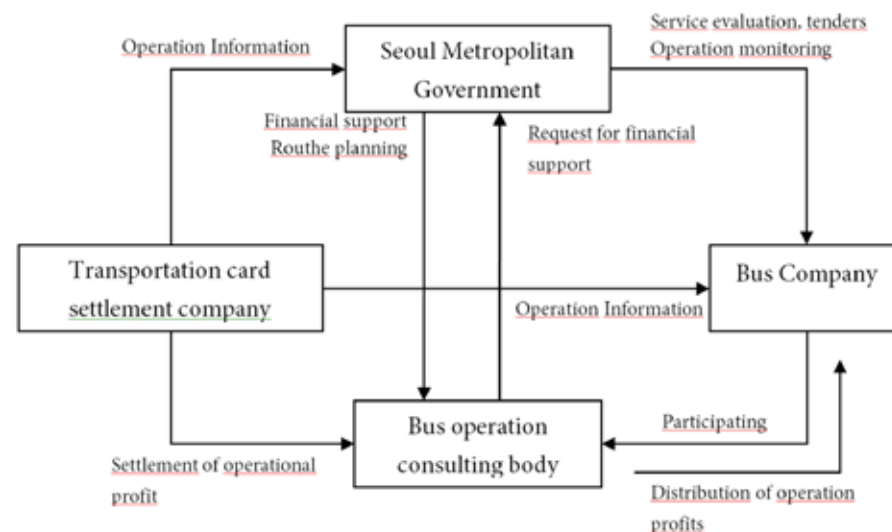 Service evaluation, tenders
Operation Information
Seoul Metropolitan
Government
Operation monitoring
Financial support
Routhe planning
Request for financial
support
Transportation card
settlement company
Bus Company
Operation Information
Bus operation
consulting body
Participating
Settlement of operational
profit
Distribution of operation
profits